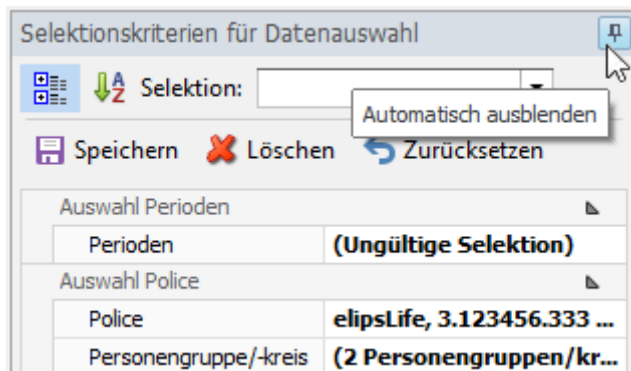 Selektionskriterien für Datenauswahl
Selektion:
Automatisch ausblenden
Speichern Löschen Zurücksetzen
Auswahl Perioden
Perioden (Ungültige Selektion)
Auswahl Police
Police elipsLife, 3.123456.333 ...
Personengruppe/-kreis (2 Personengruppen/kr...